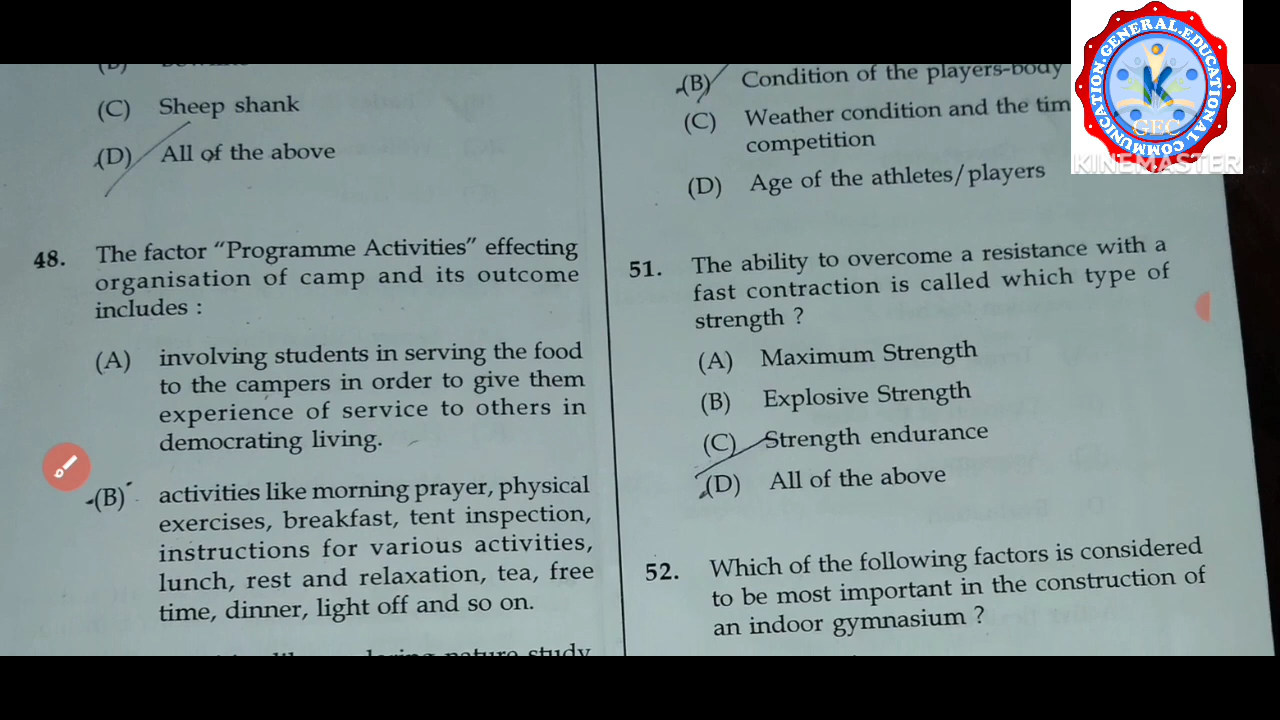 (C) Sheep shank
(D) All of the above
48. The factor "Programme Activities" effecting
organisation of camp and its outcome
includes :
(A) involving students in serving the food
to the campers in order to give them
experience of service to others in
democrating living.
(B) activities like morning prayer, physical
exercises, breakfast, tent inspection,
instructions for various activities,
lunch, rest and relaxation, tea, free
time, dinner, light off and so on.
nature study
(B) Condition of the players-body
(C) Weather condition and the tim
competition
(D) Age of the athletes/players
51. The ability to overcome a resistance with a
fast contraction is called which type of
strength ?
(A) Maximum Strength
(B) Explosive Strength
(C) Strength endurance
(D) All of the above
52. Which of the following factors is considered
to be most important in the construction of
an indoor gymnasium ?
GENERAL.EDUCATIONAL
COMMUNICATION.
K
GEC
KINEMASTER